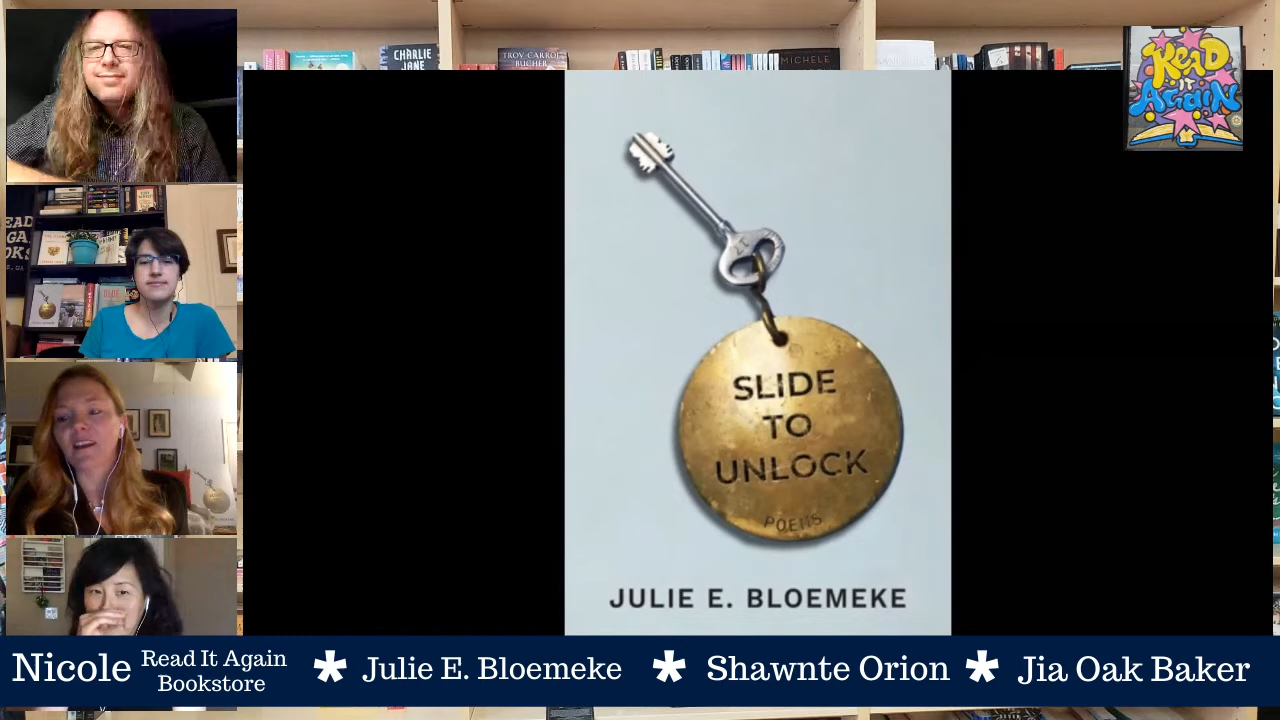 CHARLIE
JANE
TROY CARROL
BUCHER
MICHELE
READ
IT
AGAIN
SLIDE
TO
UNLOCK
POEMS
JULIE E. BLOEMEKE
Nicole
Read It Again
Bookstore
* Julie E. Bloemeke * Shawnte Orion * Jia Oak Baker